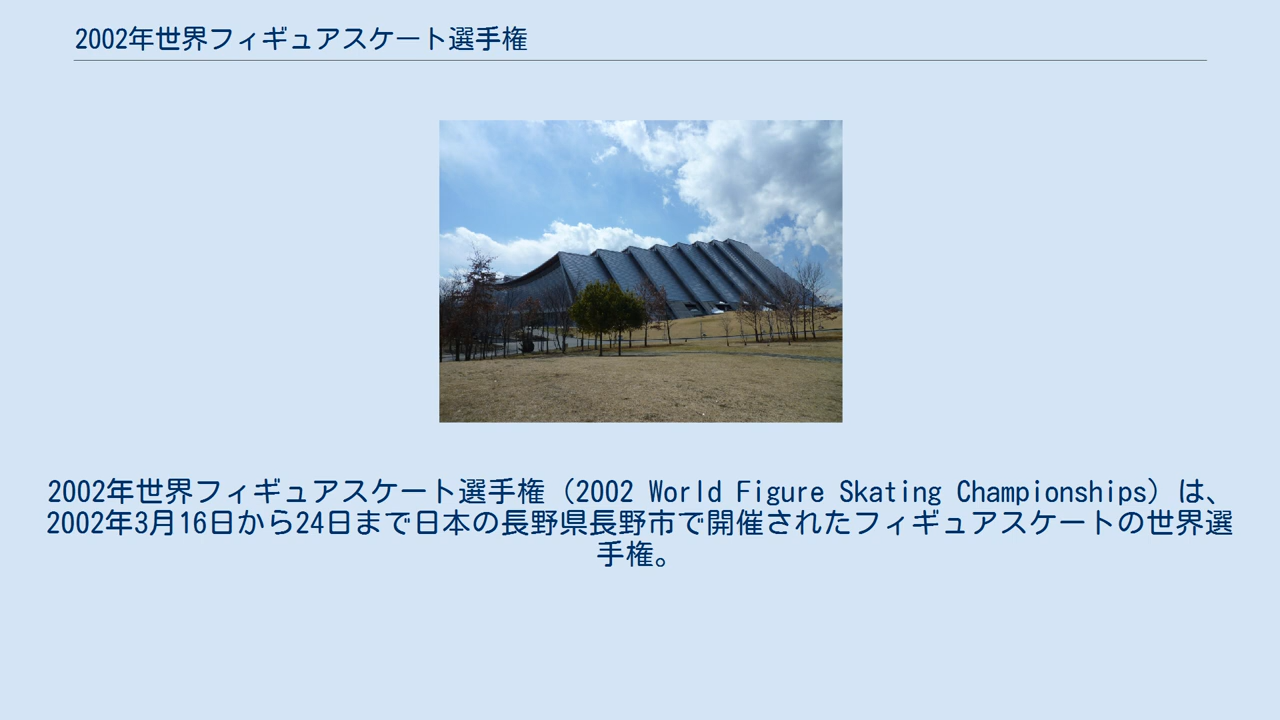 2002年世界フィギュアスケート選手権
2002年世界フィギュアスケート選手権（2002 World Figure Skating Championships）は、
2002年3月16日から24日まで日本の長野県長野市で開催されたフィギュアスケートの世界選
手権。